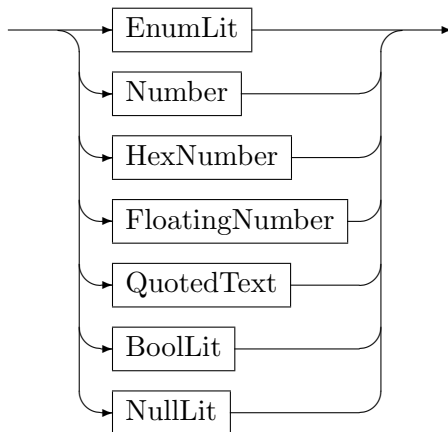 EnumLit
Number
HexNumber
FloatingNumber
QuotedText
BoolLit
NullLit